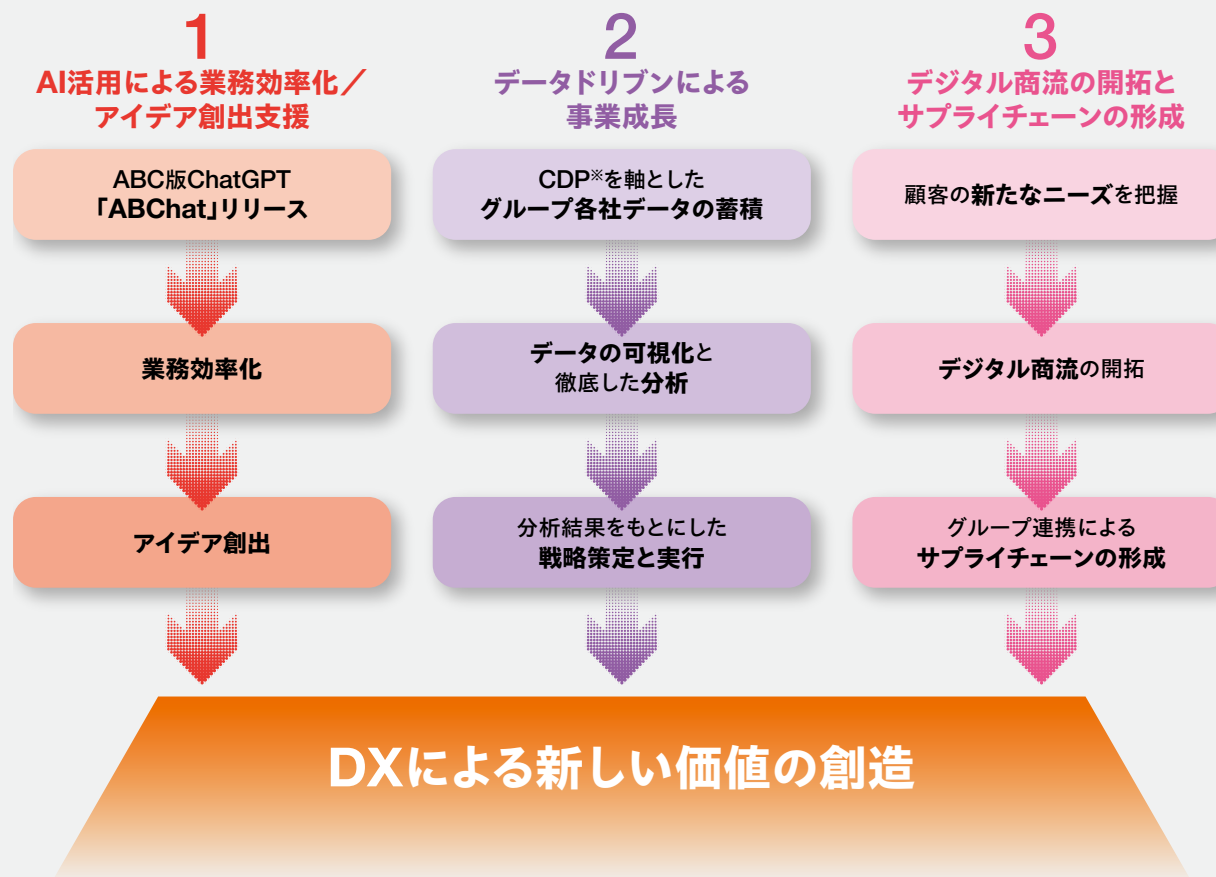 1
AI活用による業務効率化／
アイデア創出支援
ABC版ChatGPT
「ABChat」リリース
業務効率化
アイデア創出
2
データドリブンによる
事業成長
CDP※を軸とした
グループ各社データの蓄積
データの可視化と
徹底した分析
分析結果をもとにした
戦略策定と実行
3
デジタル商流の開拓と
サプライチェーンの形成
顧客の新たなニーズを把握
デジタル商流の開拓
グループ連携による
サプライチェーンの形成
DXによる新しい価値の創造